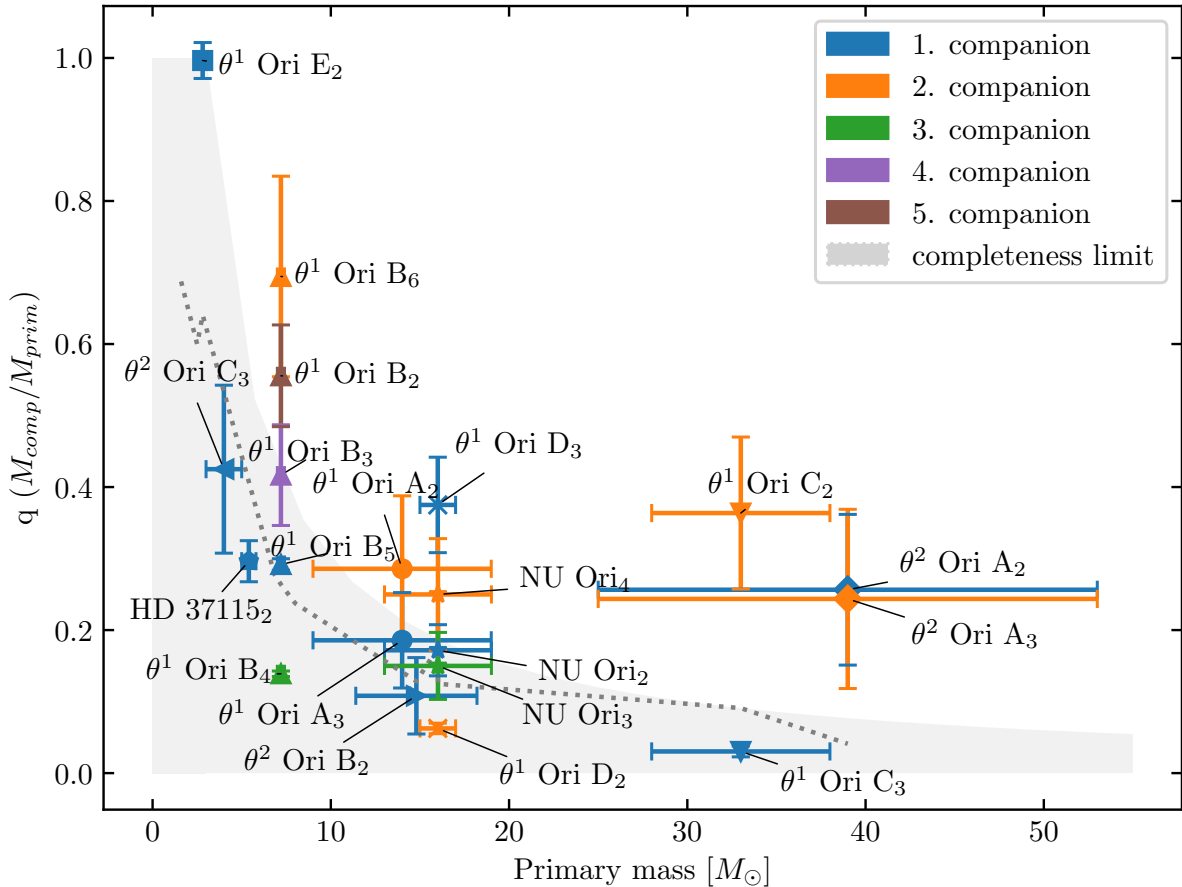 1.0
0.8
0.6
0.4
0.2
0.0
q (M_comp/M_prim)
0
10
20
30
40
50
Primary mass [M_⊙]
1. companion
2. companion
3. companion
4. companion
5. companion
completeness limit
θ¹ Ori E₂
θ¹ Ori B₆
θ² Ori C₃
θ¹ Ori B₂
θ¹ Ori B₃
θ¹ Ori D₃
θ¹ Ori A₂
θ¹ Ori C₂
θ¹ Ori B₅
NU Ori₄
θ² Ori A₂
HD 37115₂
θ² Ori A₃
θ¹ Ori B₄
NU Ori₂
θ¹ Ori A₃
NU Ori₃
θ² Ori B₂
θ¹ Ori D₂
θ¹ Ori C₃